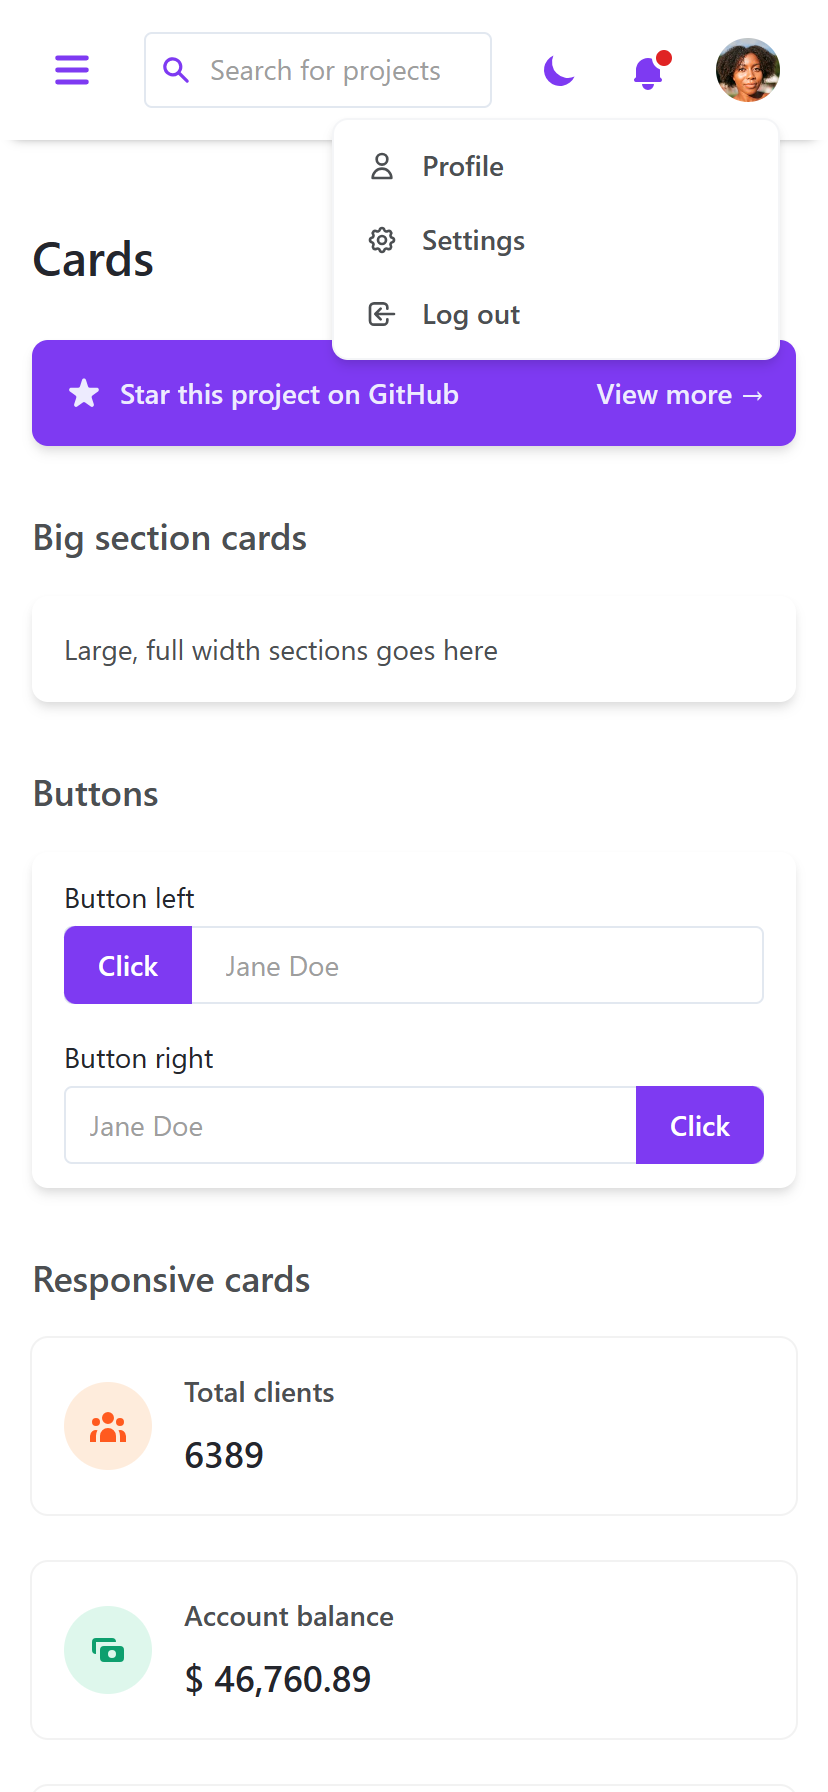 Search for projects
Profile
Settings
Log out
Cards
Star this project on GitHub
View more →
Big section cards
Large, full width sections goes here
Buttons
Button left
Click
Jane Doe
Button right
Jane Doe
Click
Responsive cards
Total clients
6389
Account balance
$ 46,760.89